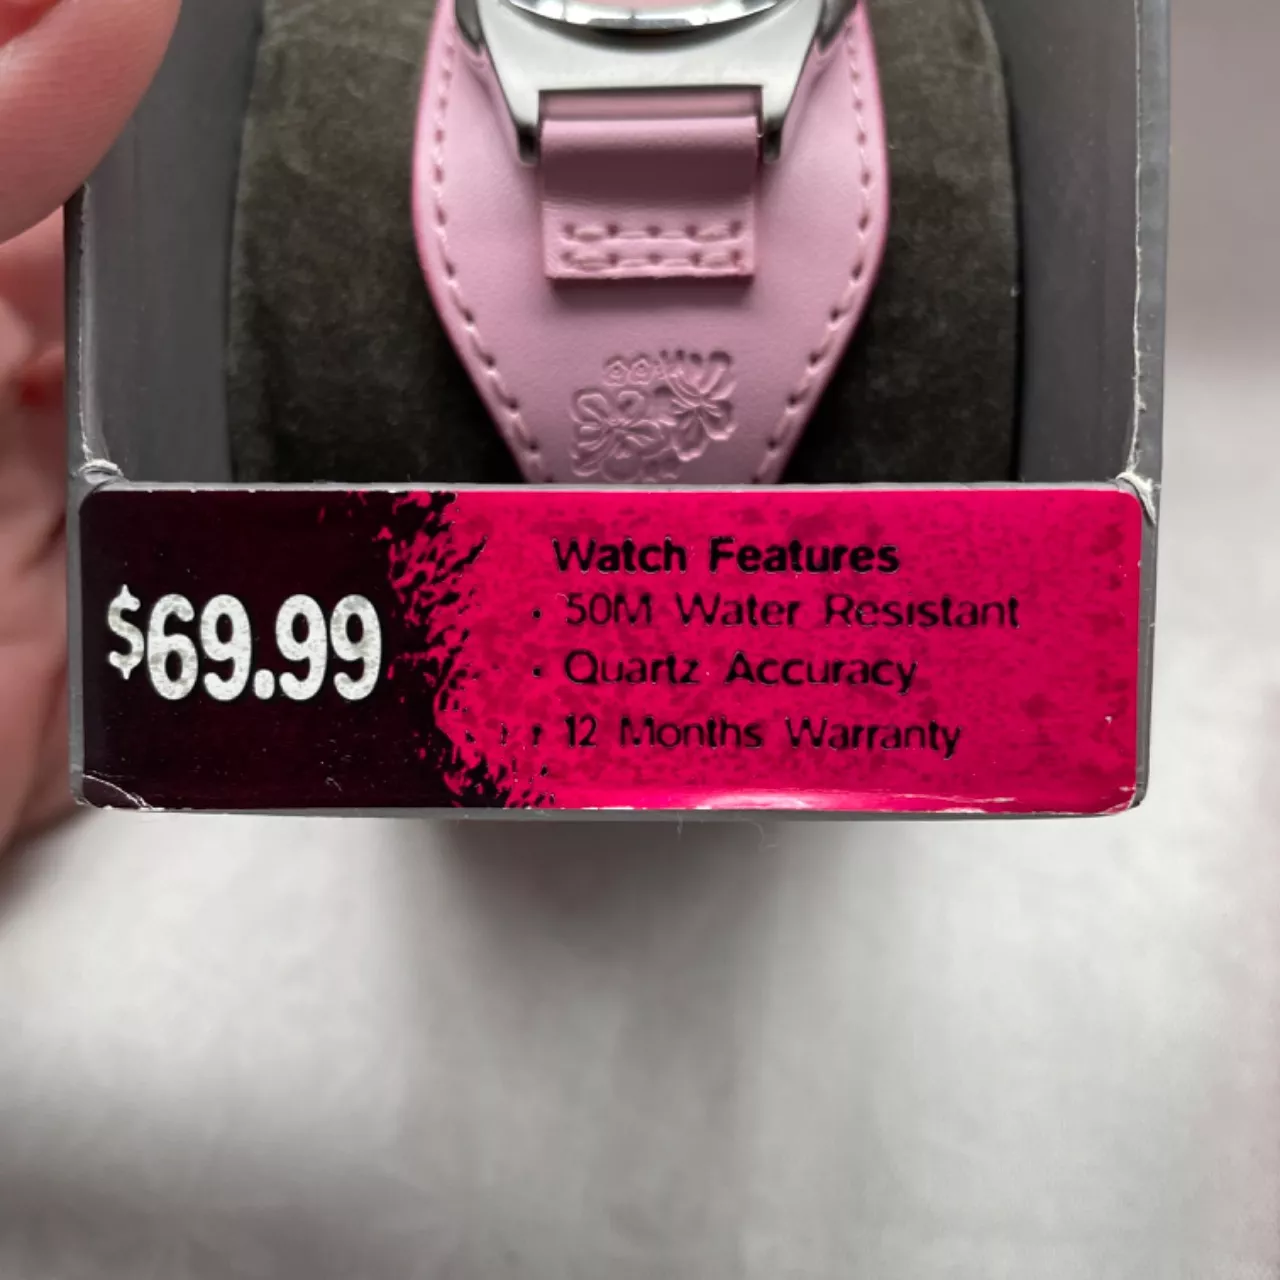 $69.99
Watch Features
· 50M Water Resistant
· Quartz Accuracy
· 12 Months Warranty